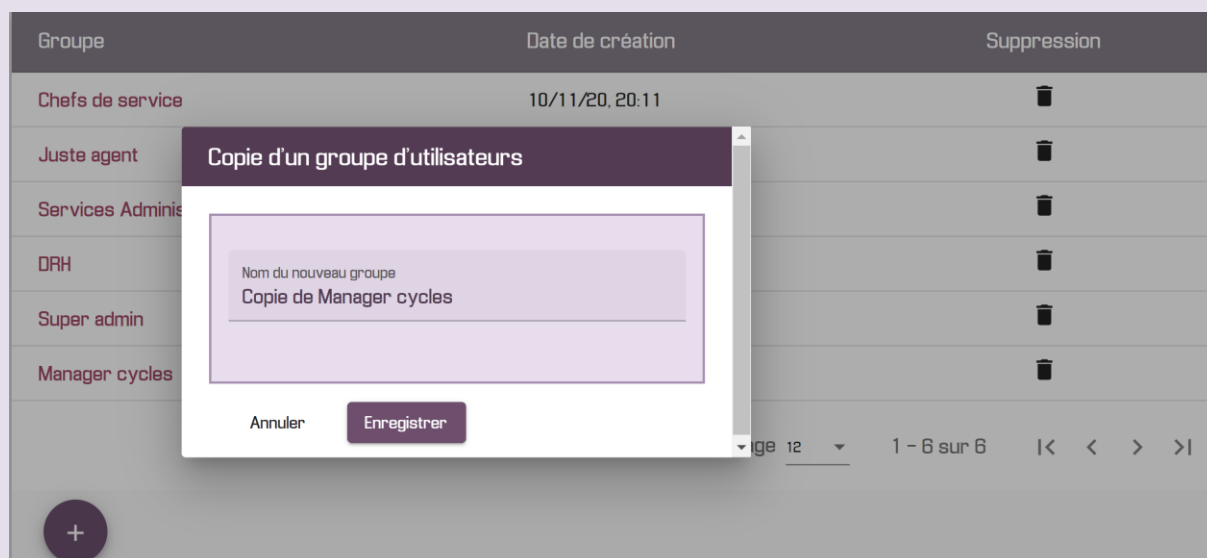 Groupe Date de création Suppression
Chefs de service 10/11/20, 20:11
Juste agent
Copie d'un groupe d'utilisateurs
Services Adminis
DRH
Nom du nouveau groupe
Copie de Manager cycles
Super admin
Manager cycles
Annuler Enregistrer
age 12 1 – 6 sur 6
+